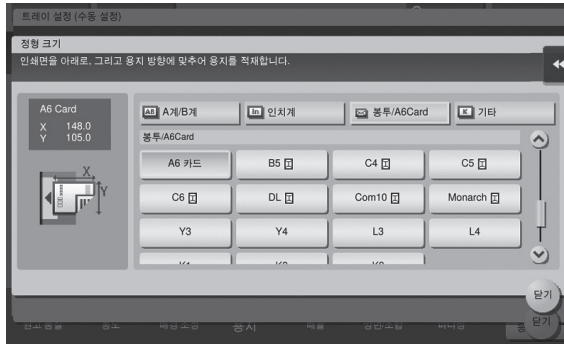 트레이 설정 (수동 설정)
정형 크기
인쇄면을 아래로, 그리고 용지 방향에 맞추어 용지를 적재합니다.
A6 Card
X 148.0
Y 105.0
X
Y
AB A계/B계 In 인치계 봉투/A6Card K 기타
봉투/A6Card
A6 카드 B5 C4 C5
C6 DL Com10 Monarch
Y3 Y4 L3 L4
닫기
용지
닫기